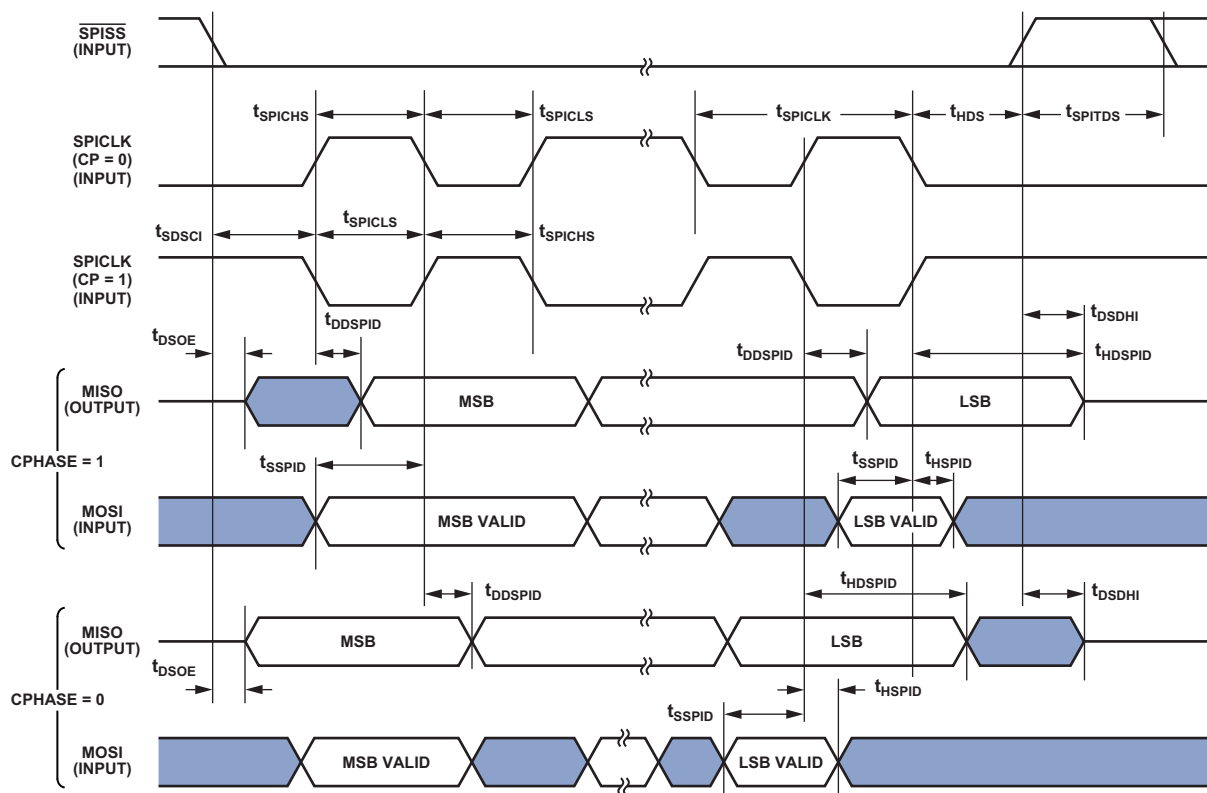 SPISS
(INPUT)
tSPICHS
tSPICLS
tSPICLK
tHDS
tSPITDS
SPICLK
(CP = 0)
(INPUT)
tSDSCI
tSPICLS
tSPICHS
SPICLK
(CP = 1)
(INPUT)
tDSOE
tDDSPID
tDDSPID
tDSDHI
tHDSPID
MISO
(OUTPUT)
MSB
LSB
CPHASE = 1
tSSPID
tSSPID
tHSPID
MOSI
(INPUT)
MSB VALID
LSB VALID
tDDSPID
tHDSPID
tDSDHI
MISO
(OUTPUT)
MSB
LSB
tDSOE
CPHASE = 0
tSSPID
tHSPID
MOSI
(INPUT)
MSB VALID
LSB VALID